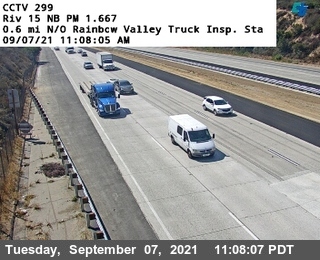 CCTV 299
Riv 15 NB PM 1.667
0.6 mi N/O Rainbcw Valley Truck Insp. Sta
09/07/21 11:08:05 AM
Tuesday, September 07, 2021 11:08:07 PDT